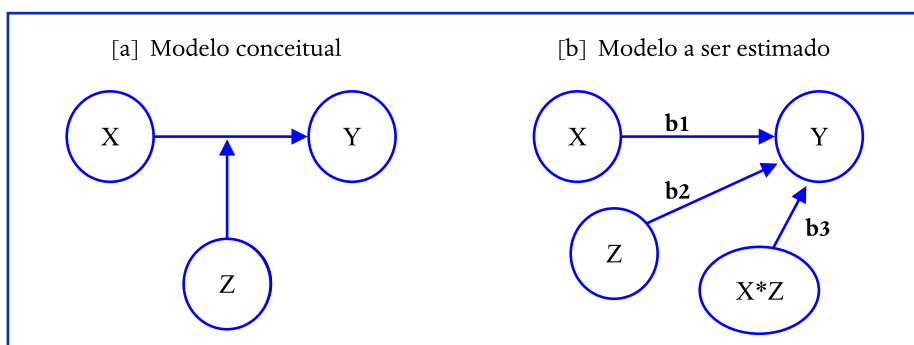 [a] Modelo conceitual
X
Y
Z
[b] Modelo a ser estimado
X
b1
Y
b2
Z
b3
X*Z